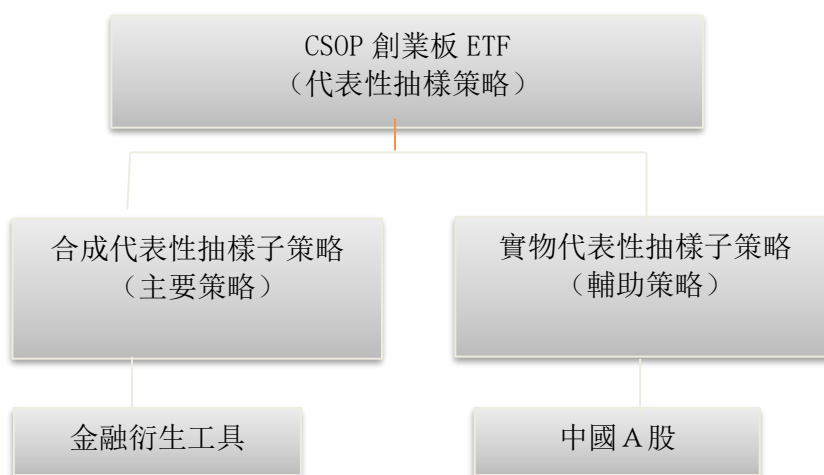 CSOP 創業板 ETF
（代表性抽樣策略）
合成代表性抽樣子策略
（主要策略）
實物代表性抽樣子策略
（輔助策略）
金融衍生工具
中國Ａ股